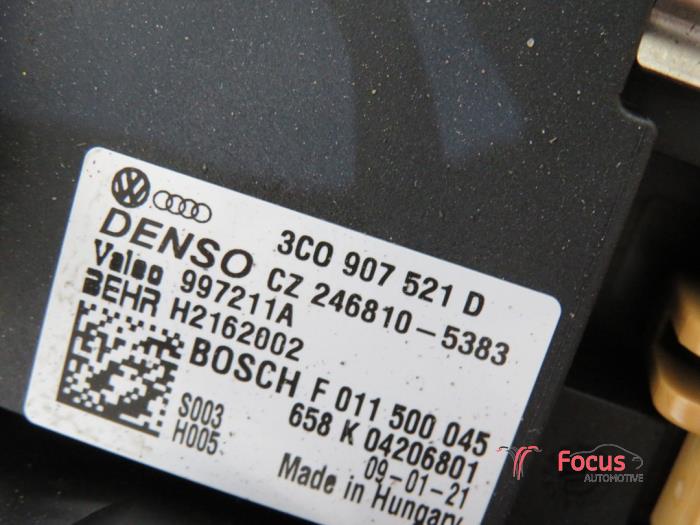 3C0 907 521 D
DENSO CZ 246810-5383
Valeo 997211A
BEHR H2162002
BOSCH F 011 500 045
S003 658 K 04206801
H005 09-01-21
Made in Hungary
Focus
AUTOMOTIVE